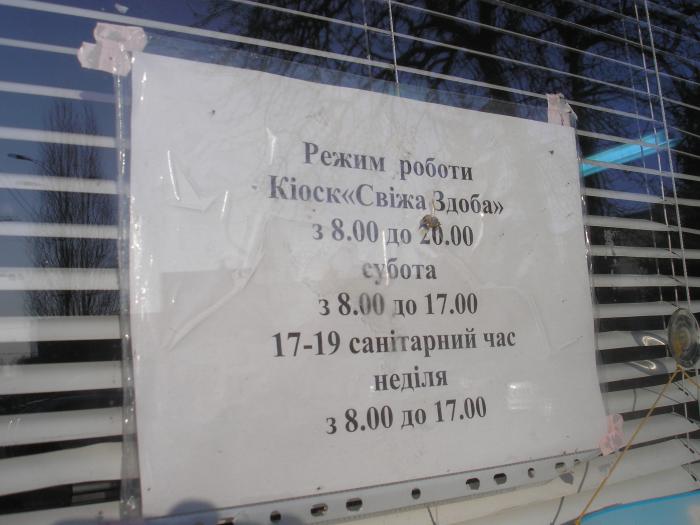 Режим роботи
Кіоск«Свіжа Здоба»
з 8.00 до 20.00
субота
з 8.00 до 17.00
17-19 санітарний час
неділя
з 8.00 до 17.00